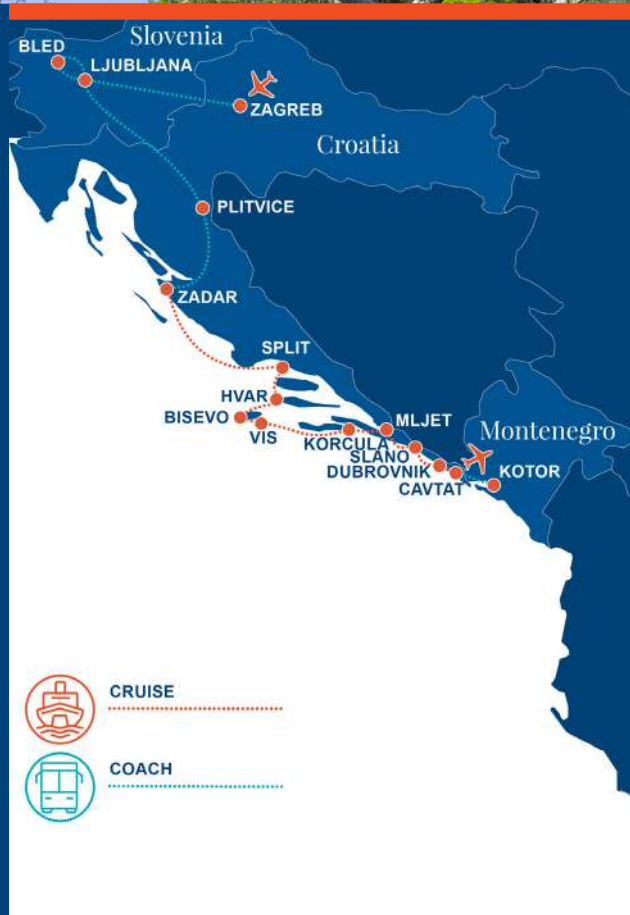 Slovenia
BLED
LJUBLJANA
ZAGREB
Croatia
PLITVICE
ZADAR
SPLIT
HVAR
BISEVO
VIS
MLJET
KORCULA
Montenegro
SLANO
DUBROVNIK
KOTOR
CAVTAT
CRUISE
COACH